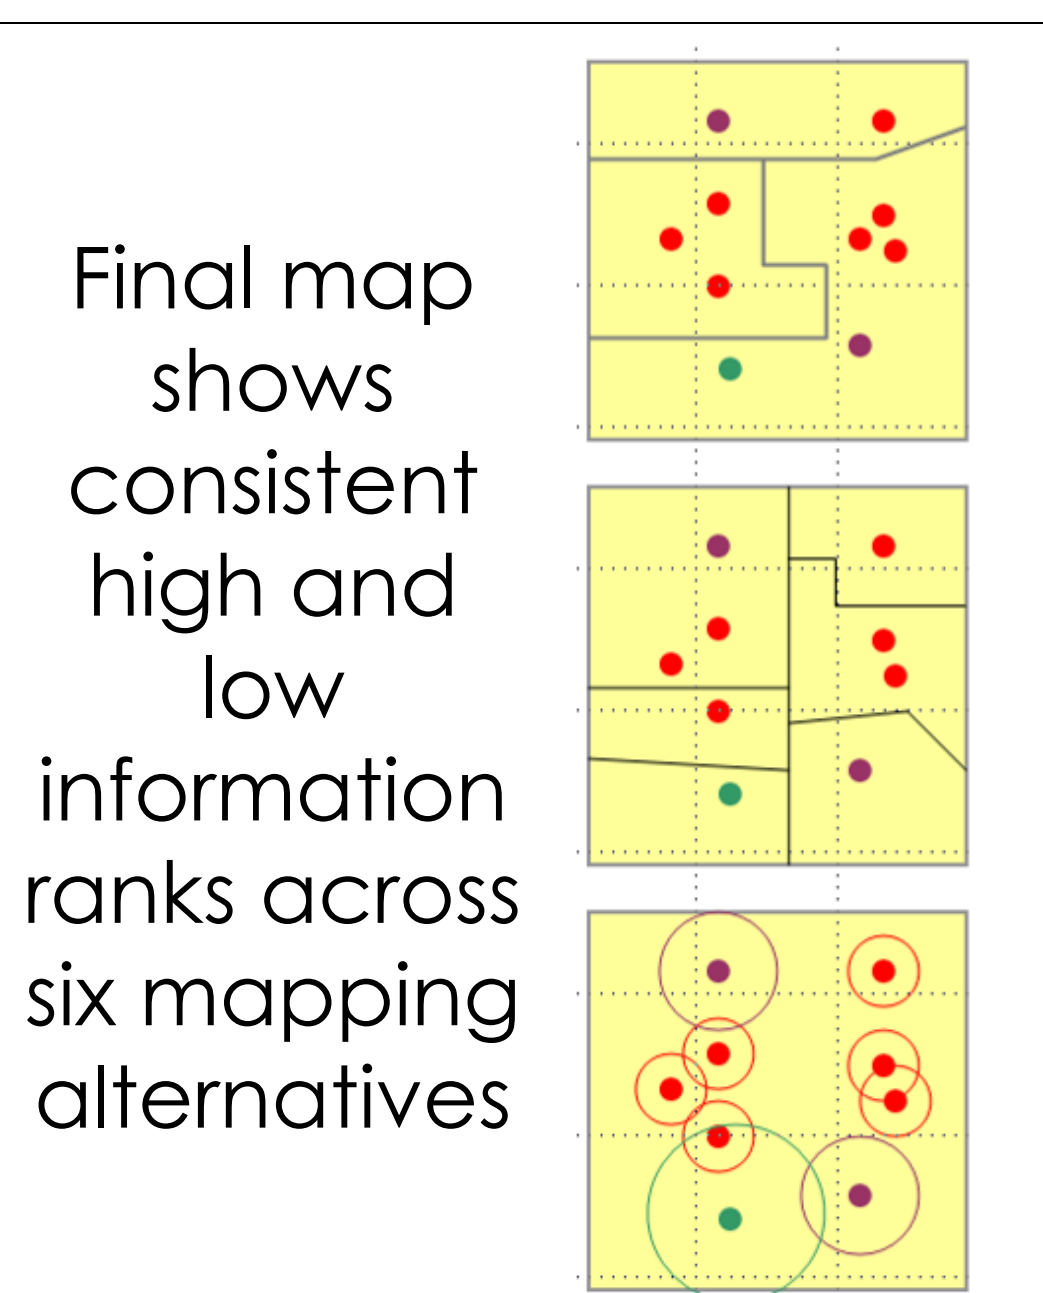 Final map
shows
consistent
high and
low
information
ranks across
six mapping
alternatives